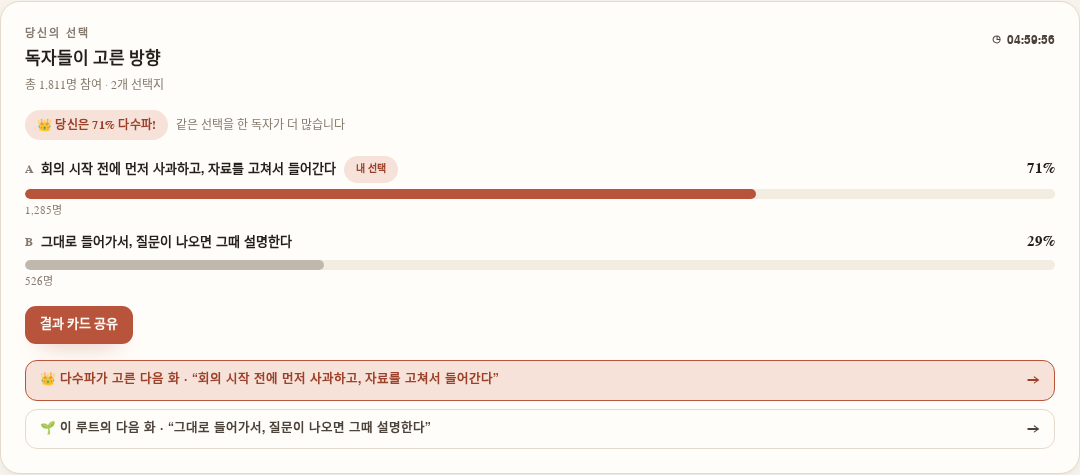 당신의 선택
독자들이 고른 방향
04:59:56
총 1,811명 참여 · 2개 선택지
👑 당신은 71% 다수파! 같은 선택을 한 독자가 더 많습니다
A 회의 시작 전에 먼저 사과하고, 자료를 고쳐서 들어간다 내 선택 71%
1,285명
B 그대로 들어가서, 질문이 나오면 그때 설명한다 29%
526명
결과 카드 공유
👑 다수파가 고른 다음 화 · “회의 시작 전에 먼저 사과하고, 자료를 고쳐서 들어간다” →
🌱 이 루트의 다음 화 · “그대로 들어가서, 질문이 나오면 그때 설명한다” →